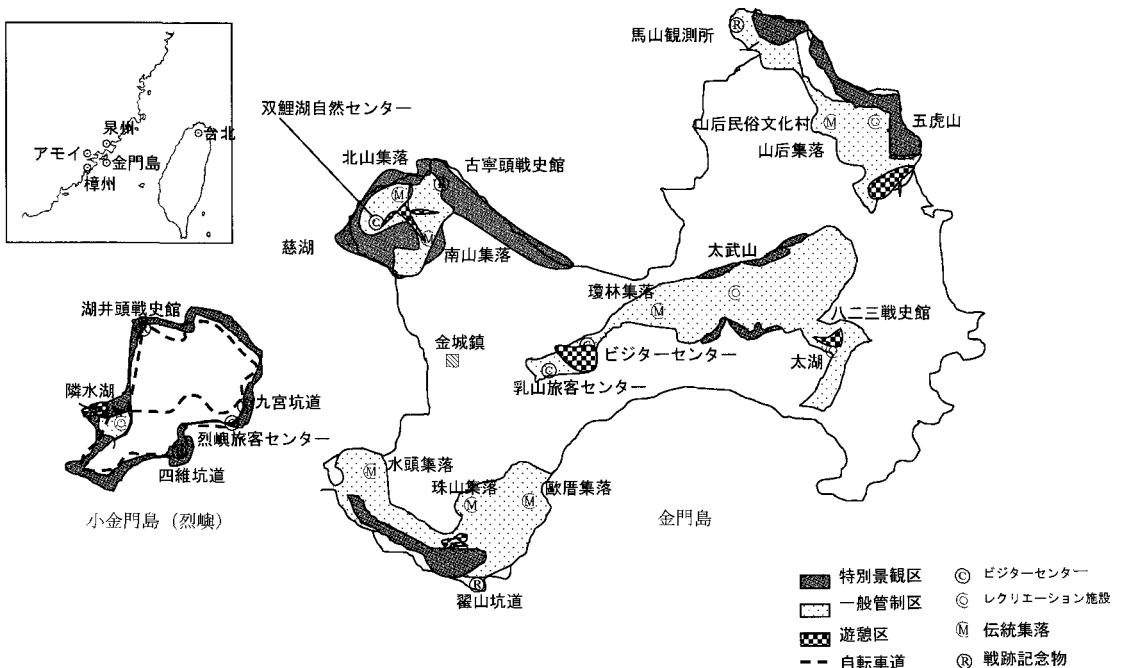 泉州
台北
アモイ
金門島
樟州
馬山観測所
双鯉湖自然センター
北山集落
古寧頭戦史館
慈湖
南山集落
山后民俗文化村
五虎山
山后集落
太武山
瓊林集落
八二三戦史館
太湖
ビジターセンター
乳山旅客センター
金城鎮
湖井頭戦史館
隣水湖
九宮坑道
烈嶼旅客センター
四維坑道
小金門島（烈嶼）
水頭集落
珠山集落
歐厝集落
翟山坑道
金門島
特別景観区
一般管制区
遊憩区
自転車道
Ⓒ ビジターセンター
Ⓒ レクリエーション施設
Ⓜ 伝統集落
Ⓡ 戦跡記念物